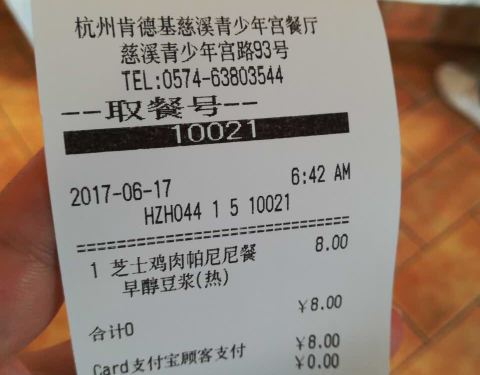 杭州肯德基慈溪青少年宫餐厅
慈溪青少年宫路93号
TEL:0574-63803544
--取餐号--
10021
2017-06-17 6:42 AM
HZH044 1 5 10021
==============================
1 芝士鸡肉帕尼尼餐 8.00
早醇豆浆(热)
¥8.00
合计0
¥8.00
Card支付宝顾客支付 ¥0.00